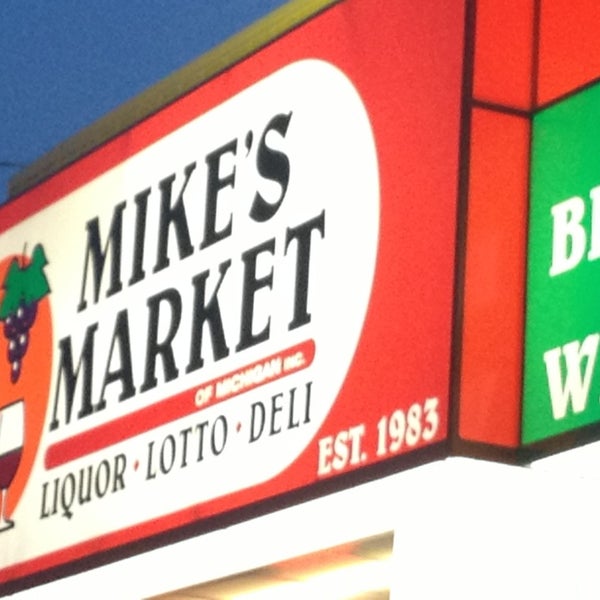 MIKE'S
MARKET
OF MICHIGAN INC.
LIQUOR · LOTTO · DELI
EST. 1983